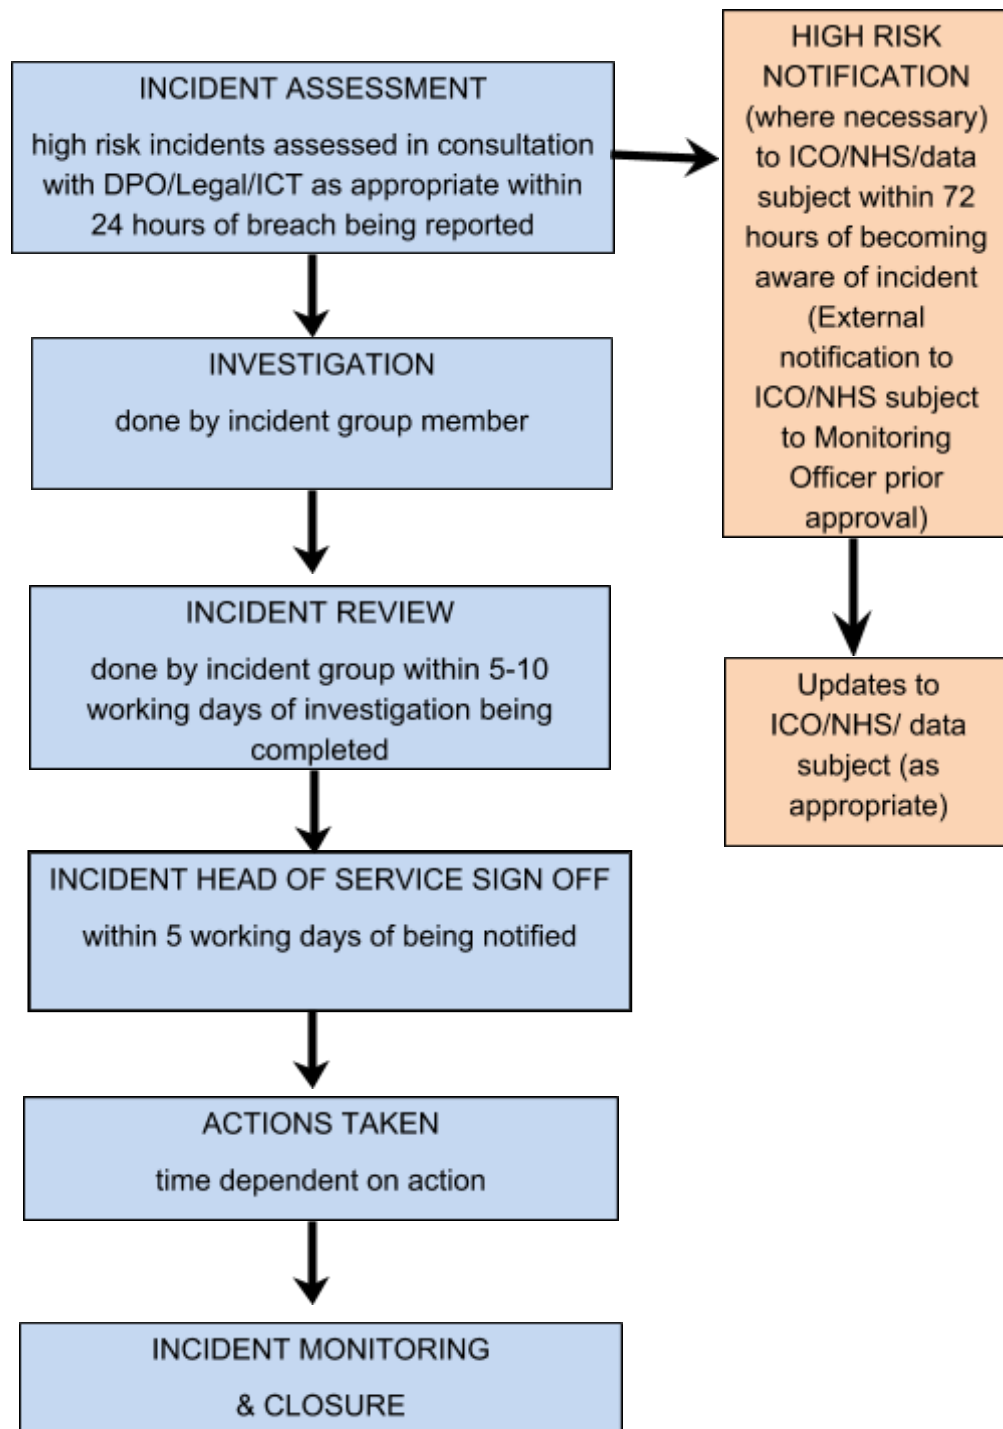 INCIDENT ASSESSMENT
high risk incidents assessed in consultation
with DPO/Legal/ICT as appropriate within
24 hours of breach being reported
HIGH RISK
NOTIFICATION
(where necessary)
to ICO/NHS/data
subject within 72
hours of becoming
aware of incident
(External
notification to
ICO/NHS subject
to Monitoring
Officer prior
approval)
INVESTIGATION
done by incident group member
INCIDENT REVIEW
done by incident group within 5-10
working days of investigation being
completed
Updates to
ICO/NHS/ data
subject (as
appropriate)
INCIDENT HEAD OF SERVICE SIGN OFF
within 5 working days of being notified
ACTIONS TAKEN
time dependent on action
INCIDENT MONITORING
& CLOSURE